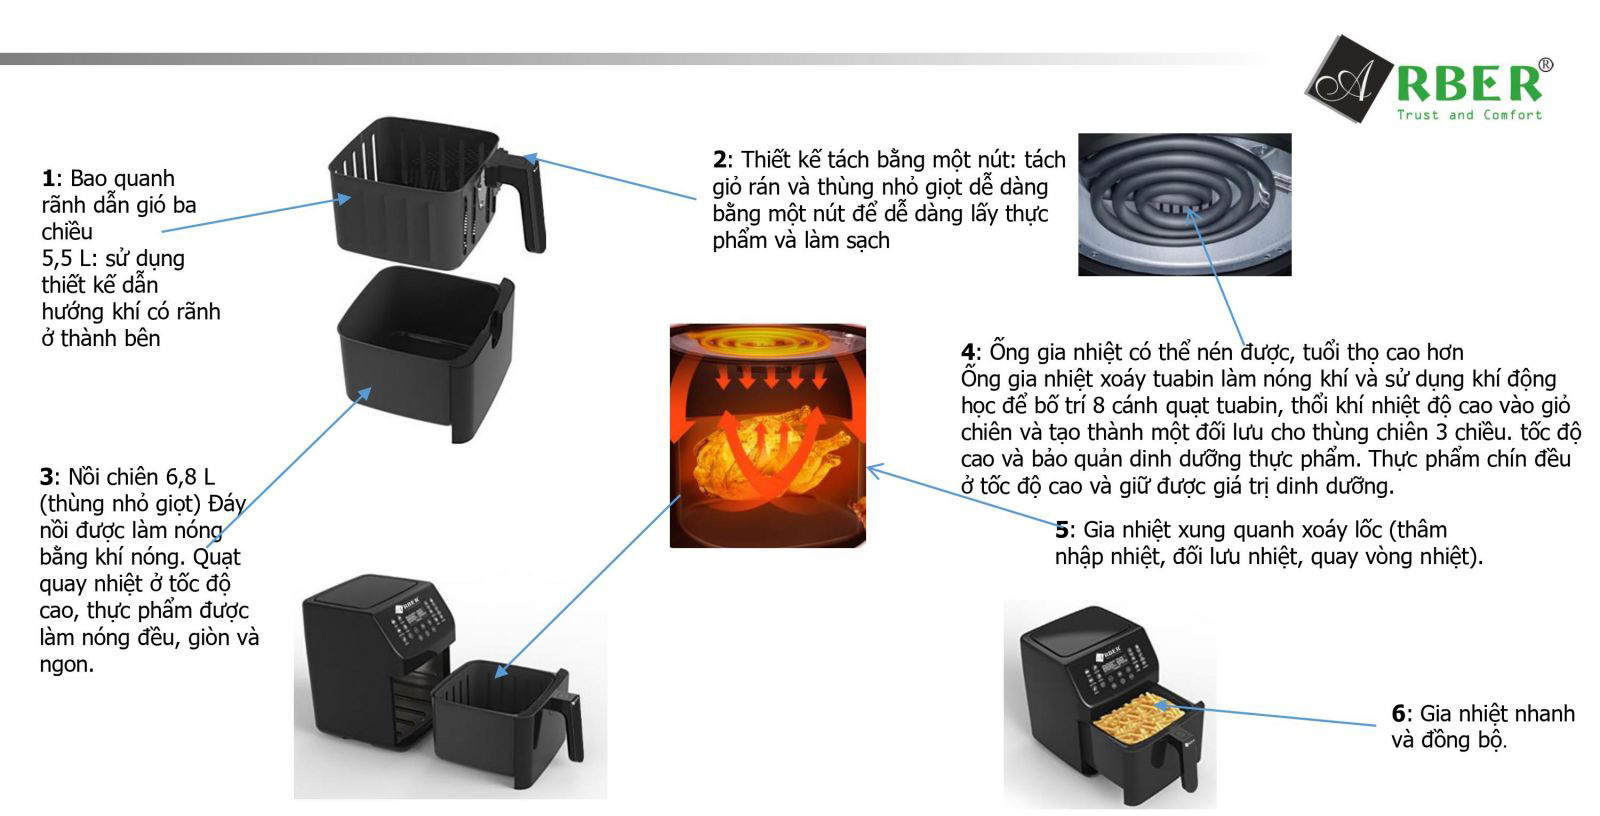 ARBER®
Trust and Comfort
1: Bao quanh
rãnh dẫn gió ba
chiều
5,5 L: sử dụng
thiết kế dẫn
hướng khí có rãnh
ở thành bên
2: Thiết kế tách bằng một nút: tách
giỏ rán và thùng nhỏ giọt dễ dàng
bằng một nút để dễ dàng lấy thực
phẩm và làm sạch
4: Ống gia nhiệt có thể nén được, tuổi thọ cao hơn
Ống gia nhiệt xoáy tuabin làm nóng khí và sử dụng khí động
học để bố trí 8 cánh quạt tuabin, thổi khí nhiệt độ cao vào giỏ
chiên và tạo thành một đối lưu cho thùng chiên 3 chiều. tốc độ
cao và bảo quản dinh dưỡng thực phẩm. Thực phẩm chín đều
ở tốc độ cao và giữ được giá trị dinh dưỡng.
3: Nồi chiên 6,8 L
(thùng nhỏ giọt) Đáy
nồi được làm nóng
bằng khí nóng. Quạt
quay nhiệt ở tốc độ
cao, thực phẩm được
làm nóng đều, giòn và
ngon.
5: Gia nhiệt xung quanh xoáy lốc (thâm
nhập nhiệt, đối lưu nhiệt, quay vòng nhiệt).
ARBER
ARBER
6: Gia nhiệt nhanh
và đồng bộ.